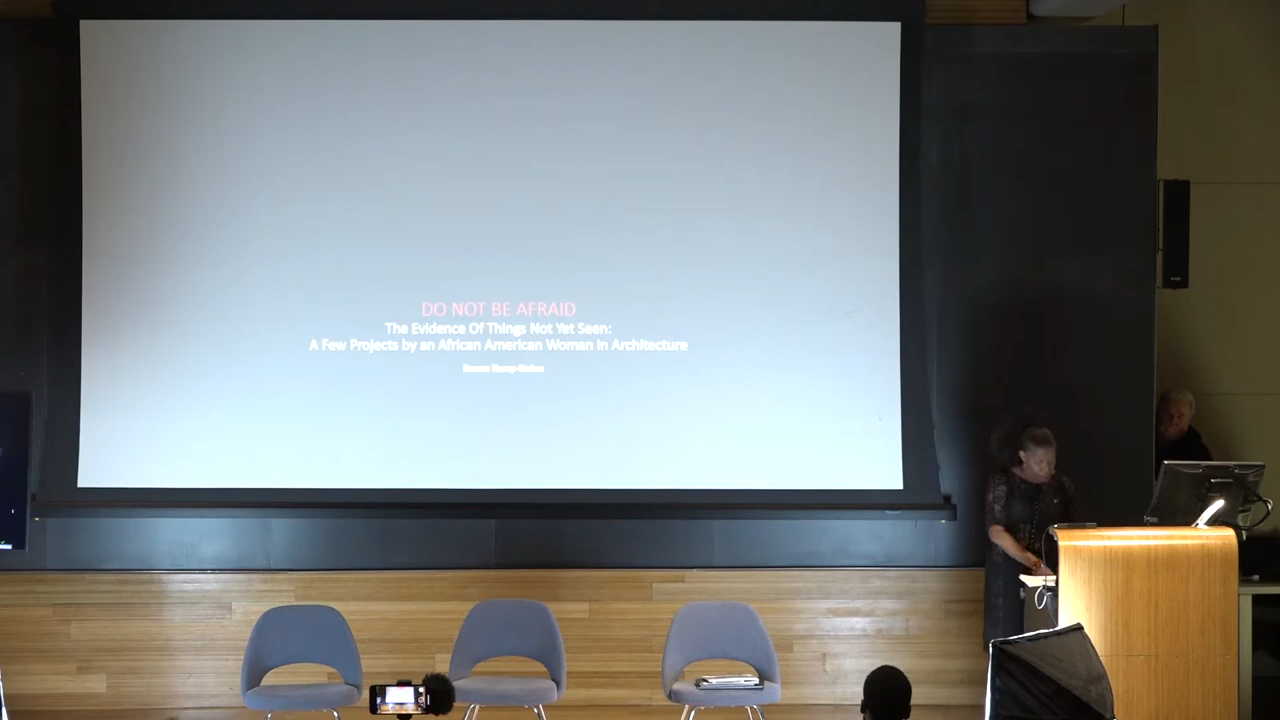 DO NOT BE AFRAID
The Evidence Of Things Not Yet Seen:
A Few Projects by an African American Woman in Architecture